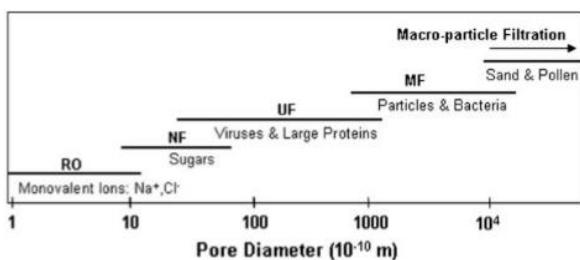 Macro-particle Filtration
Sand & Pollen
MF
Particles & Bacteria
UF
Viruses & Large Proteins
NF
Sugars
RO
Monovalent Ions: Na⁺,Cl⁻
1 10 100 1000 10⁴
Pore Diameter (10⁻¹⁰ m)